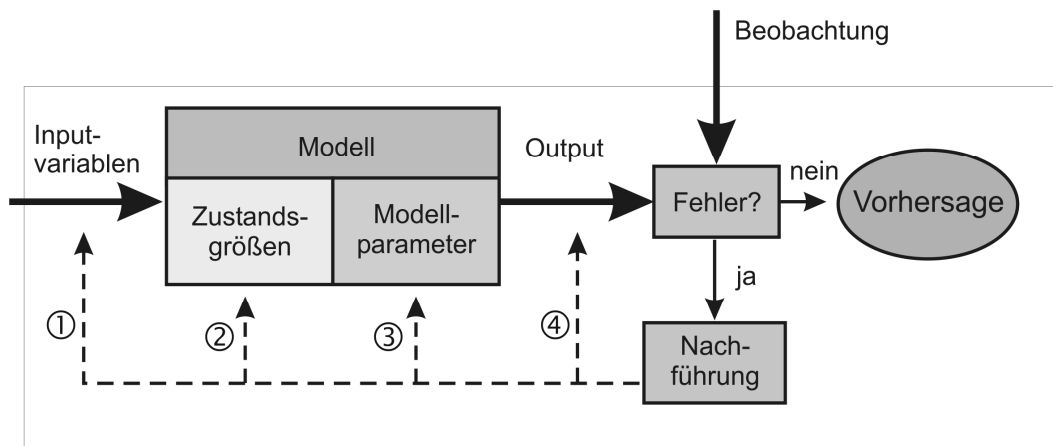 Beobachtung
Input-
variablen
Modell
Output
Zustands-
größen
Modell-
parameter
Fehler?
nein
Vorhersage
ja
①
②
③
④
Nach-
führung